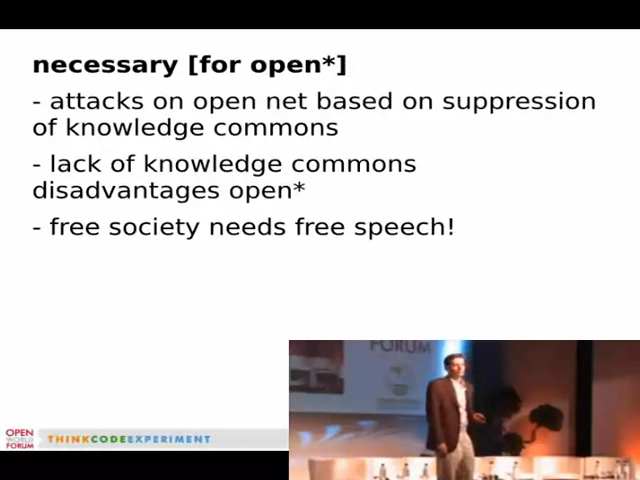 necessary [for open*]
- attacks on open net based on suppression
of knowledge commons
- lack of knowledge commons
disadvantages open*
- free society needs free speech!
FORUM
OPEN
WORLD
FORUM
THINKCODEEXPERIMENT